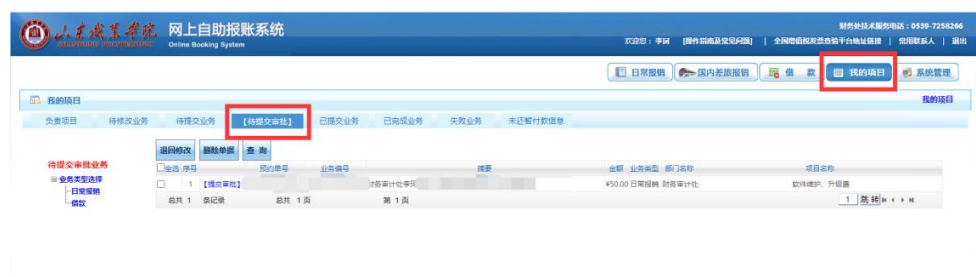 山东职业学院 网上自助报账系统
SHANDONG POLYTECHNIC Online Booking System
财务处技术服务电话：0539-7258266
欢迎您：李珂 [操作指南及常见问题] | 全国增值税发票查验平台地址链接 | 常用联系人 | 退出
日常报销 国内差旅报销 借 款 我的项目 系统管理
我的项目 我的项目
负责项目 待修改业务 待提交业务 【待提交审批】 已提交业务 已完成业务 失败业务 未还暂付款信息
退回修改 删除单据 查 询
待提交审批业务
全选 序号 预约单号 业务编号 摘要 金额 业务类型 部门名称 项目名称
业务类型选择
1 【提交审批】 财务审计处李珂 ¥50.00 日常报销 财务审计处 软件维护、升级费
日常报销
总共 1 条记录 总共 1 页 第 1 页 1 跳 转
借款